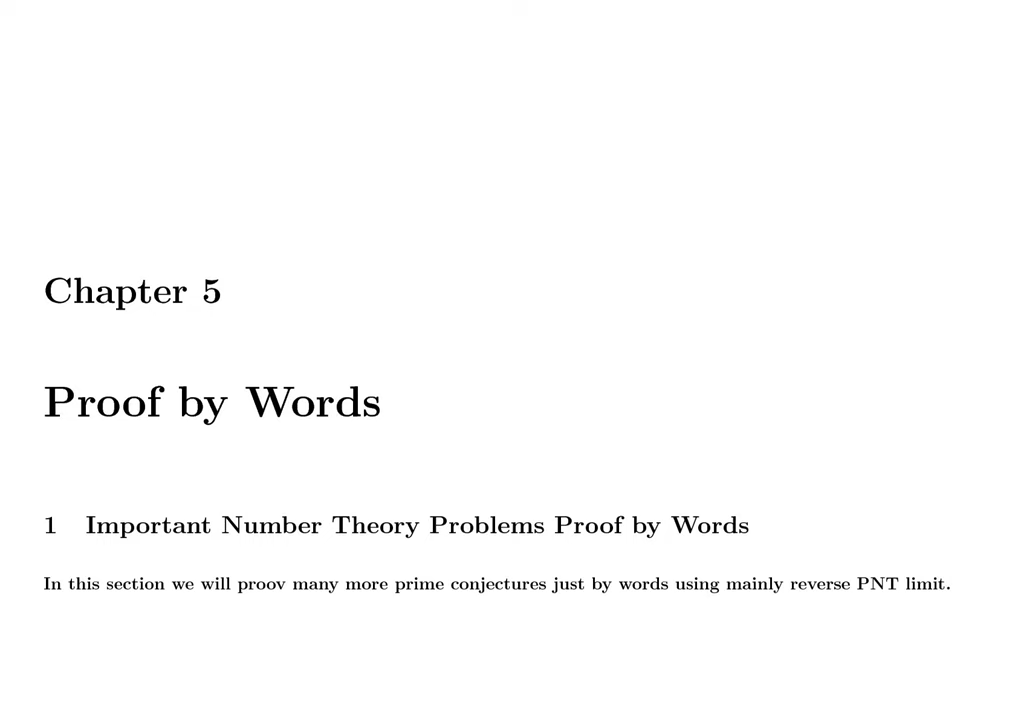 Chapter 5
Proof by Words
1 Important Number Theory Problems Proof by Words
In this section we will proov many more prime conjectures just by words using mainly reverse PNT limit.